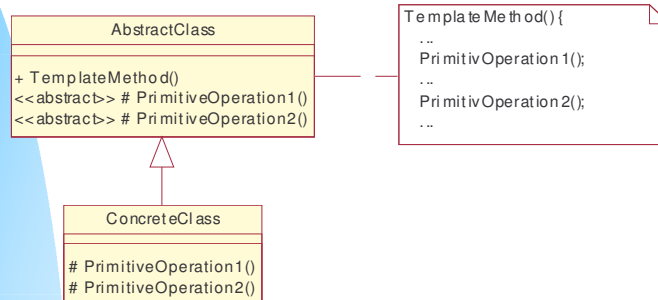 AbstractClass
+ TemplateMethod()
<<abstract>> # PrimitiveOperation1()
<<abstract>> # PrimitiveOperation2()
TemplateMethod() {
...
PrimitivOperation1();
...
PrimitivOperation2();
...
ConcreteClass
# PrimitiveOperation1()
# PrimitiveOperation2()